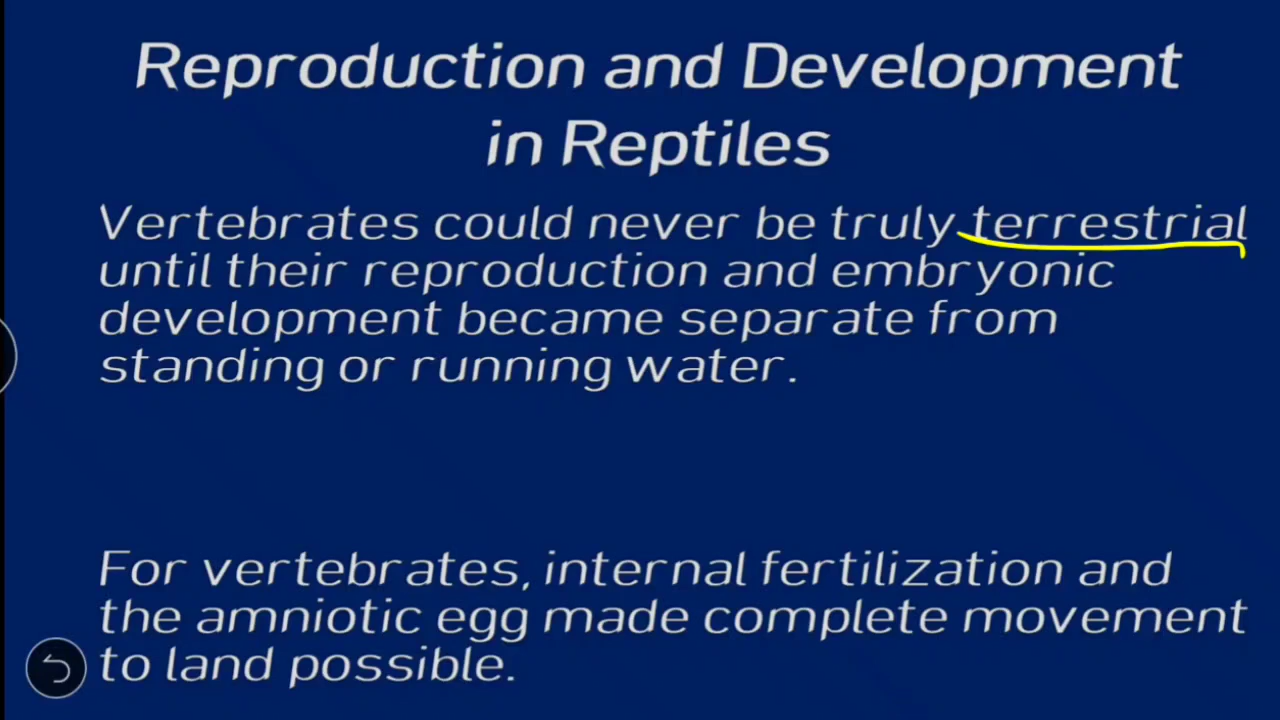 Reproduction and Development
in Reptiles
Vertebrates could never be truly terrestrial
until their reproduction and embryonic
development became separate from
standing or running water.
For vertebrates, internal fertilization and
the amniotic egg made complete movement
to land possible.